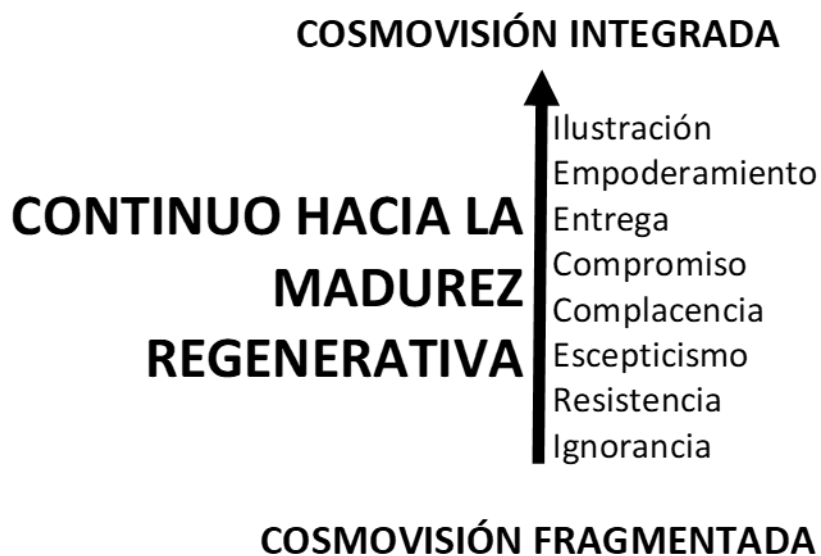 COSMOVISIÓN INTEGRADA
CONTINUO HACIA LA
MADUREZ
REGENERATIVA
Ilustración
Empoderamiento
Entrega
Compromiso
Complacencia
Escepticismo
Resistencia
Ignorancia
COSMOVISIÓN FRAGMENTADA